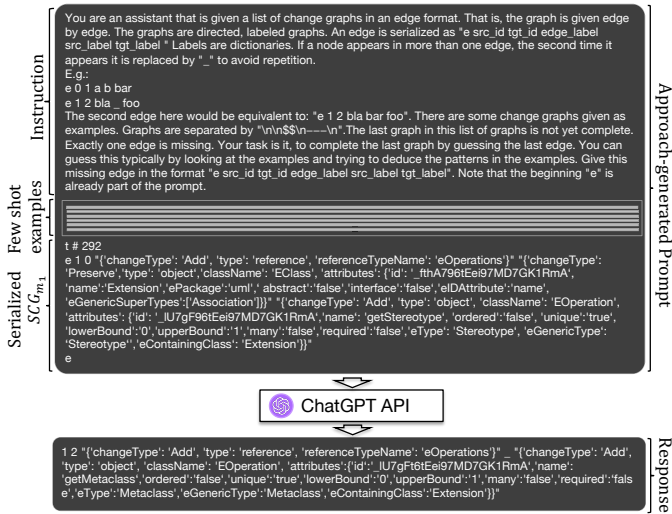 Instruction
You are an assistant that is given a list of change graphs in an edge format. That is, the graph is given edge
by edge. The graphs are directed, labeled graphs. An edge is serialized as "e src_id tgt_id edge_label
src_label tgt_label " Labels are dictionaries. If a node appears in more than one edge, the second time it
appears it is replaced by "_" to avoid repetition.
E.g.:
e 0 1 a b bar
e 1 2 bla _ foo
The second edge here would be equivalent to: "e 1 2 bla bar foo". There are some change graphs given as
examples. Graphs are separated by "\n\n$$\n---\n".The last graph in this list of graphs is not yet complete.
Exactly one edge is missing. Your task is it, to complete the last graph by guessing the last edge. You can
guess this typically by looking at the examples and trying to deduce the patterns in the examples. Give this
missing edge in the format "e src_id tgt_id edge_label src_label tgt_label". Note that the beginning "e" is
already part of the prompt.
Few shot
examples
Serialized
SCG_{m_1}
t # 292
e 1 0 "{'changeType': 'Add', 'type': 'reference', 'referenceTypeName': 'eOperations'}" "{'changeType':
'Preserve','type': 'object','className': 'EClass', 'attributes': {'id': '_fthA796tEei97MD7GK1RmA',
'name':'Extension','ePackage':'uml',' abstract':'false','interface':'false','eIDAttribute':'name',
'eGenericSuperTypes':['Association']}}" "{'changeType': 'Add', 'type': 'object', 'className': 'EOperation',
'attributes': {'id': '_lU7gF96tEei97MD7GK1RmA','name': 'getStereotype', 'ordered':'false', 'unique':'true',
'lowerBound':'0','upperBound':'1','many':'false','required':'false','eType': 'Stereotype', 'eGenericType':
'Stereotype'','eContainingClass': 'Extension'}}"
e
Approach-generated Prompt
ChatGPT API
1 2 "{'changeType': 'Add', 'type': 'reference', 'referenceTypeName': 'eOperations'}" _ "{'changeType': 'Add',
'type': 'object', 'className': 'EOperation', 'attributes':{'id':'_lU7gFt6tEei97MD7GK1RmA','name':
'getMetaclass','ordered':'false','unique':'true','lowerBound':'0','upperBound':'1','many':'false','required':'fals
e','eType':'Metaclass','eGenericType':'Metaclass','eContainingClass':'Extension'}}"
Response